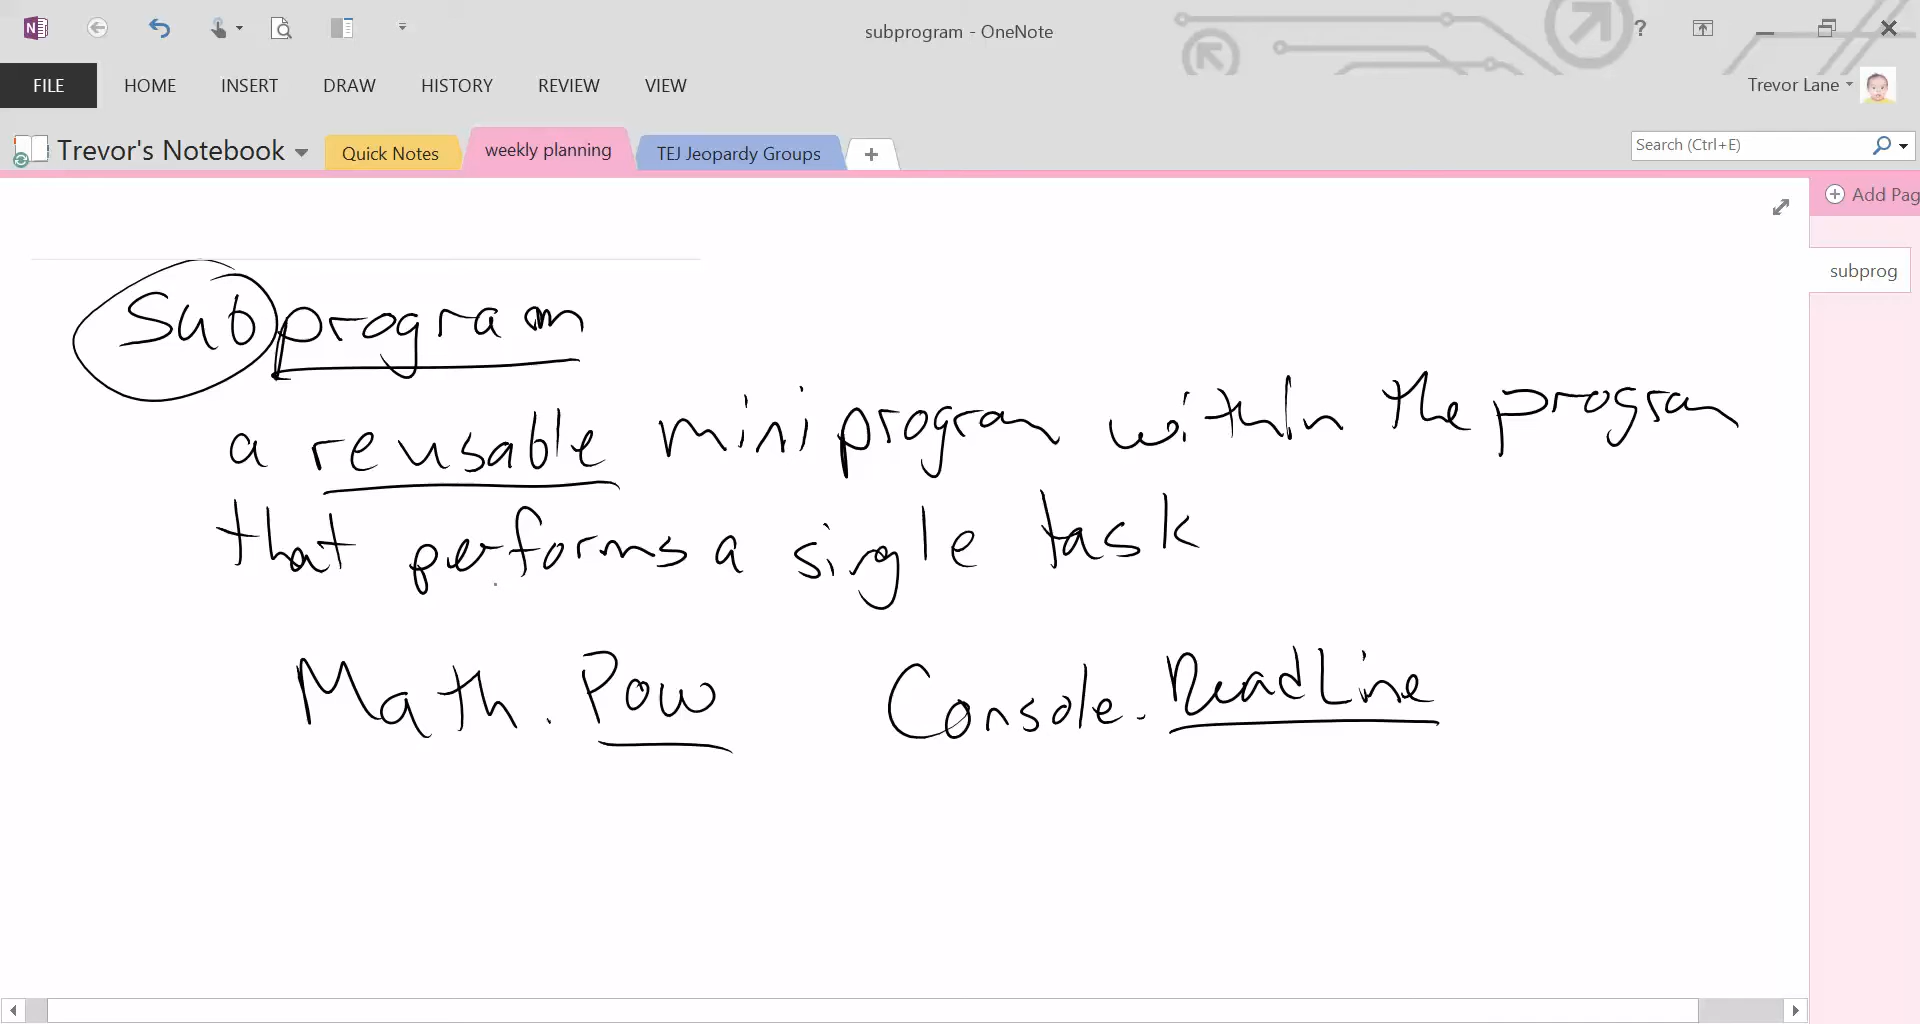 subprogram - OneNote
?
FILE HOME INSERT DRAW HISTORY REVIEW VIEW
Trevor Lane
Trevor's Notebook Quick Notes weekly planning TEJ Jeopardy Groups +
Search (Ctrl+E)
Add Pag
subprog
Subprogram
a reusable mini program within the program
that performs a single task
Math.Pow Console.ReadLine